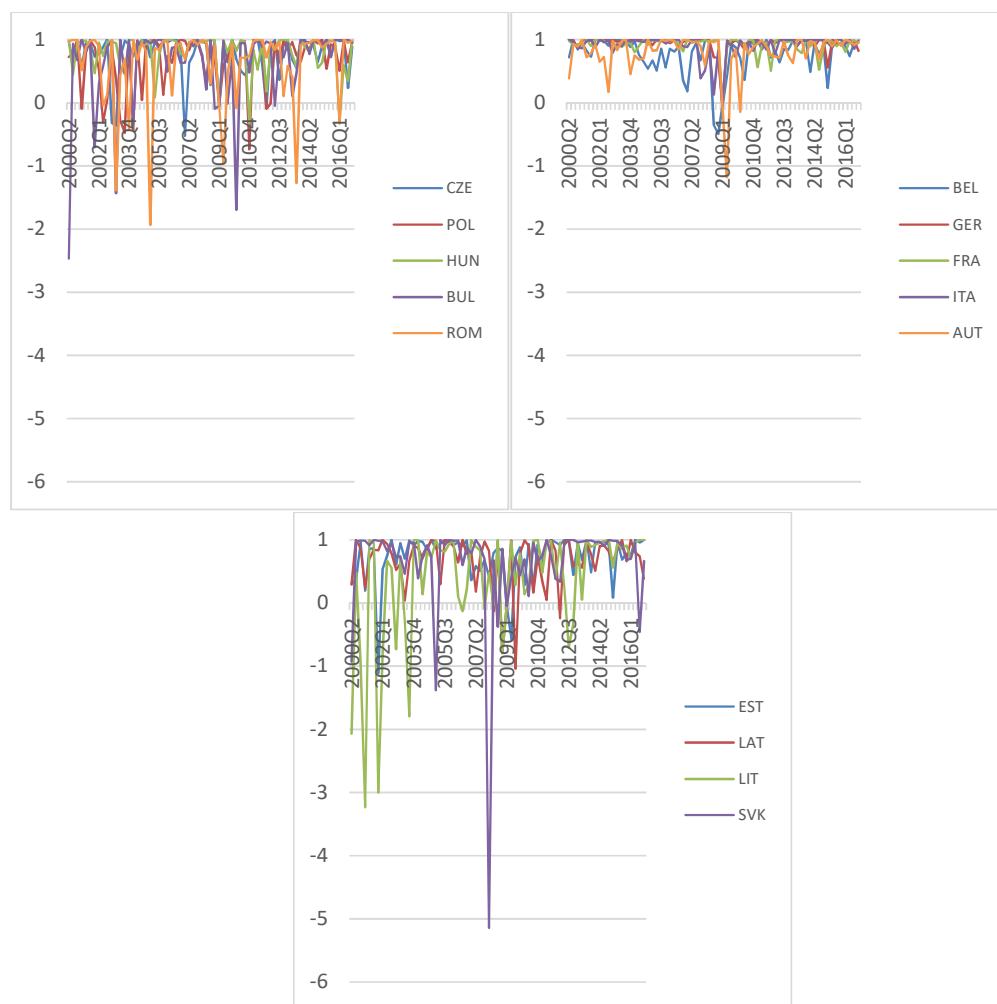 1
0
-1
-2
-3
-4
-5
-6
2000Q2
2002Q1
2003Q4
2005Q3
2007Q2
2009Q1
2010Q4
2012Q3
2014Q2
2016Q1
CZE
POL
HUN
BUL
ROM
1
0
-1
-2
-3
-4
-5
-6
2000Q2
2002Q1
2003Q4
2005Q3
2007Q2
2009Q1
2010Q4
2012Q3
2014Q2
2016Q1
BEL
GER
FRA
ITA
AUT
1
0
-1
-2
-3
-4
-5
-6
2000Q2
2002Q1
2003Q4
2005Q3
2007Q2
2009Q1
2010Q4
2012Q3
2014Q2
2016Q1
EST
LAT
LIT
SVK